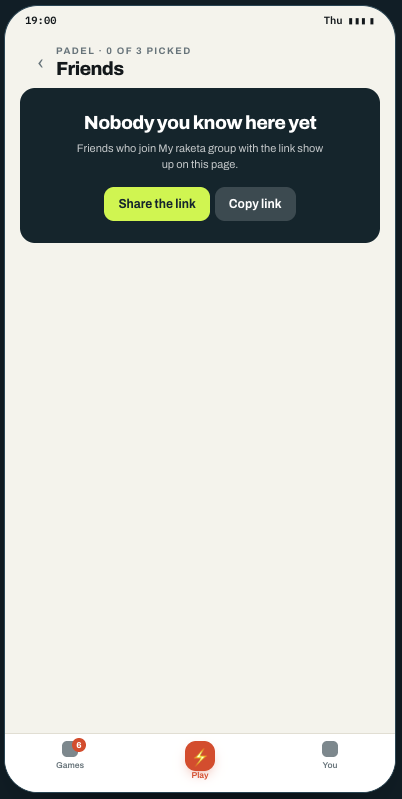 19:00
Thu
PADEL · 0 OF 3 PICKED
Friends
Nobody you know here yet
Friends who join My raketa group with the link show
up on this page.
Share the link
Copy link
6
Games
Play
You